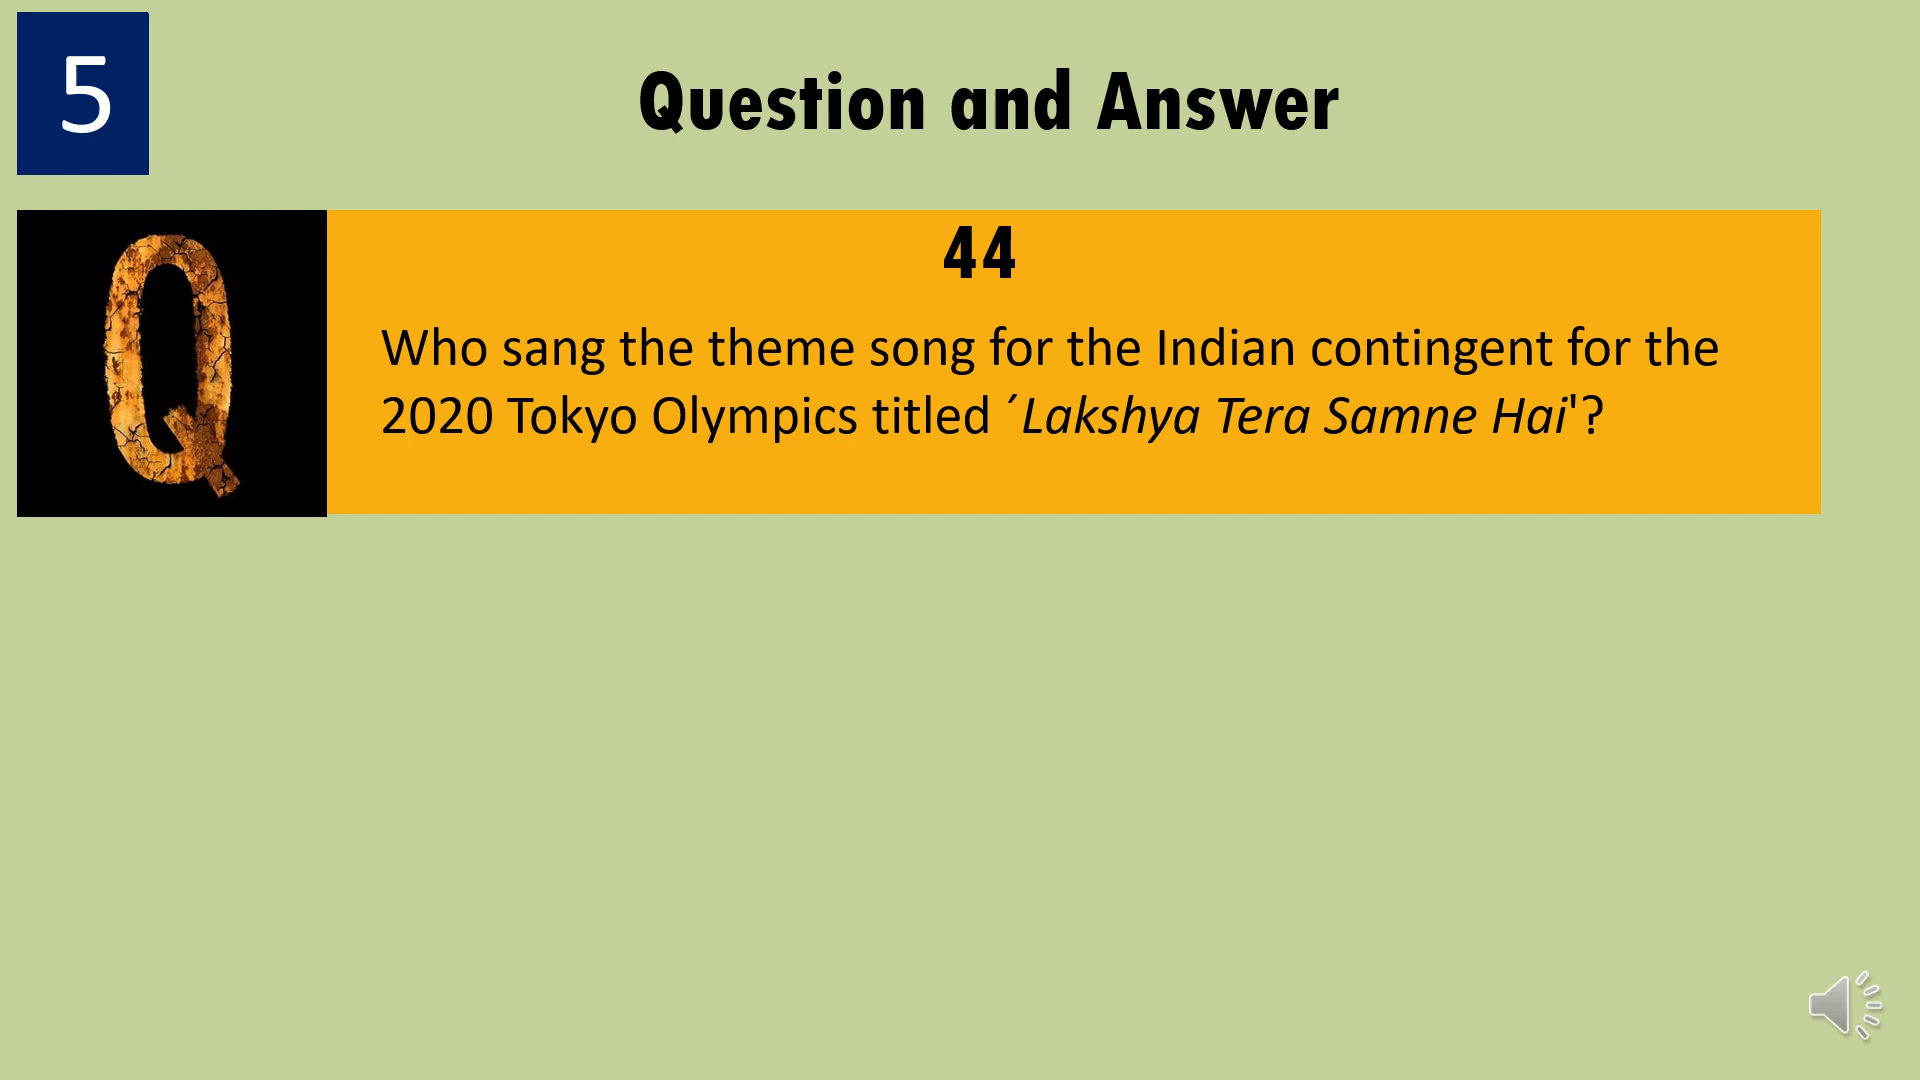 5
Question and Answer
Q
44
Who sang the theme song for the Indian contingent for the
2020 Tokyo Olympics titled ´Lakshya Tera Samne Hai'?